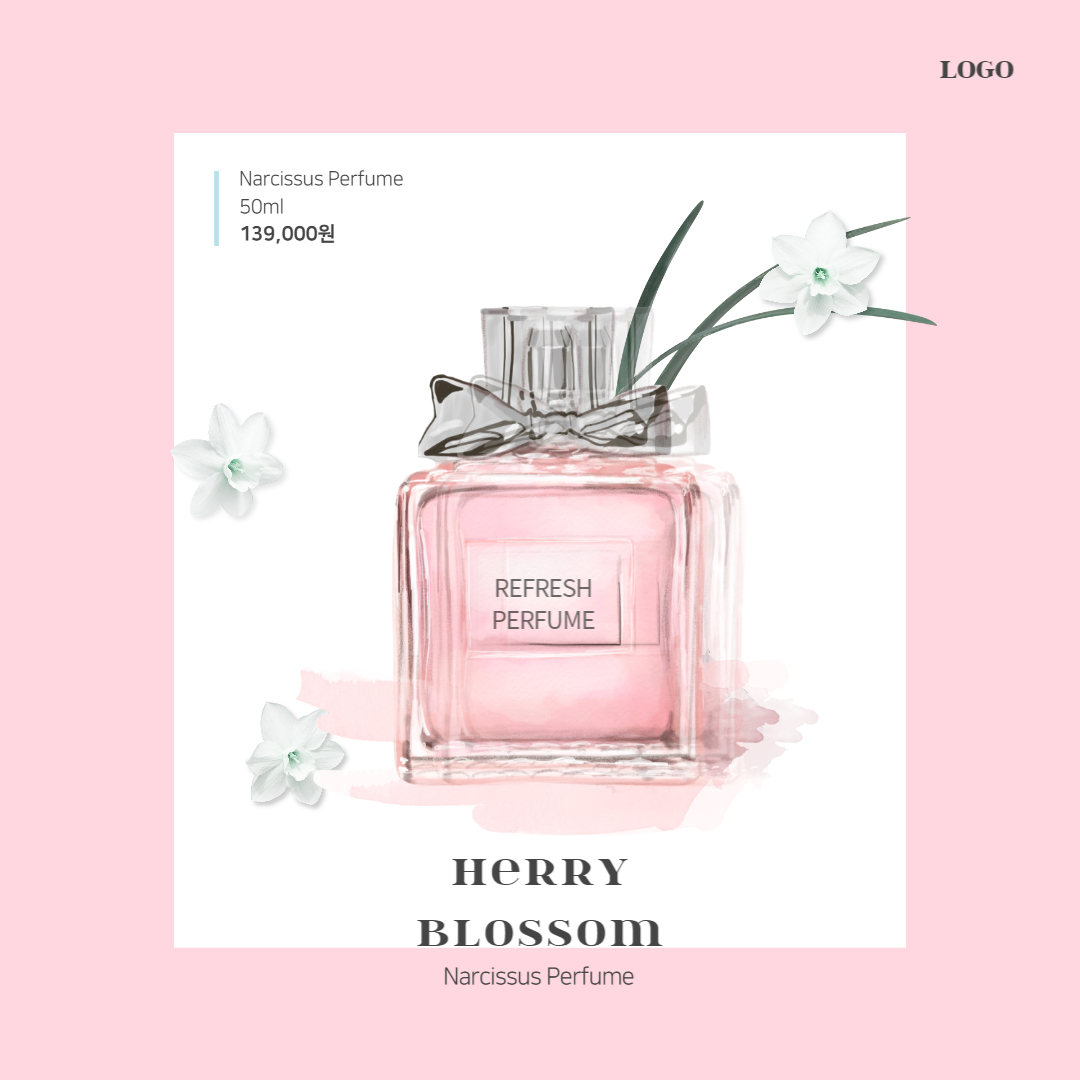 LOGO
Narcissus Perfume
50ml
139,000원
REFRESH
PERFUME
HeRRY
BLOSSOm
Narcissus Perfume